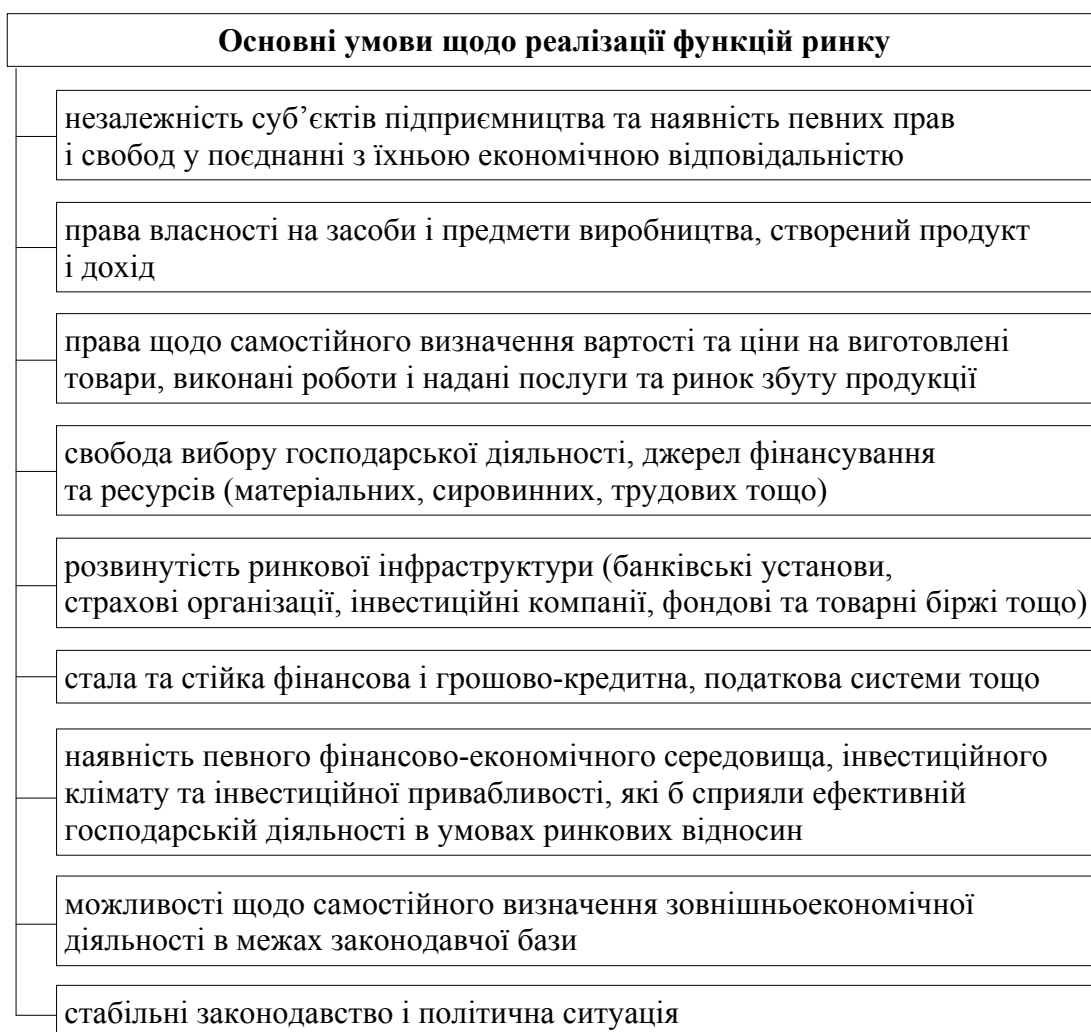 Основні умови щодо реалізації функцій ринку
незалежність суб’єктів підприємництва та наявність певних прав
і свобод у поєднанні з їхньою економічною відповідальністю
права власності на засоби і предмети виробництва, створений продукт
і дохід
права щодо самостійного визначення вартості та ціни на виготовлені
товари, виконані роботи і надані послуги та ринок збуту продукції
свобода вибору господарської діяльності, джерел фінансування
та ресурсів (матеріальних, сировинних, трудових тощо)
розвинутість ринкової інфраструктури (банківські установи,
страхові організації, інвестиційні компанії, фондові та товарні біржі тощо)
стала та стійка фінансова і грошово-кредитна, податкова системи тощо
наявність певного фінансово-економічного середовища, інвестиційного
клімату та інвестиційної привабливості, які б сприяли ефективній
господарській діяльності в умовах ринкових відносин
можливості щодо самостійного визначення зовнішньоекономічної
діяльності в межах законодавчої бази
стабільні законодавство і політична ситуація